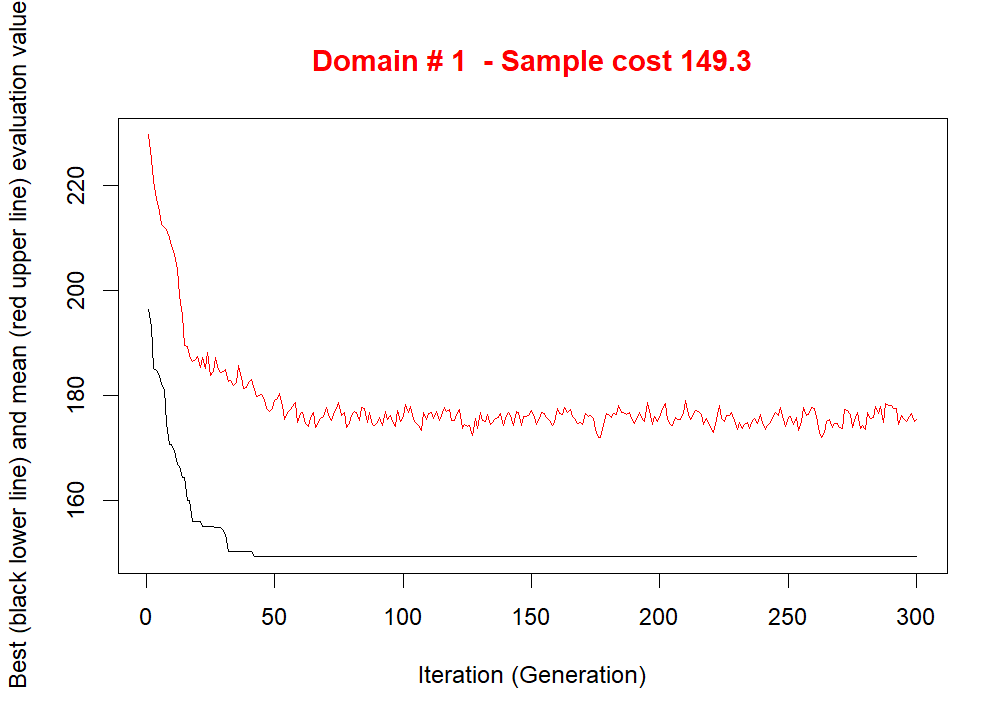 Domain # 1  - Sample cost 149.3
Best (black lower line) and mean (red upper line) evaluation value
220
200
180
160
0 50 100 150 200 250 300
Iteration (Generation)